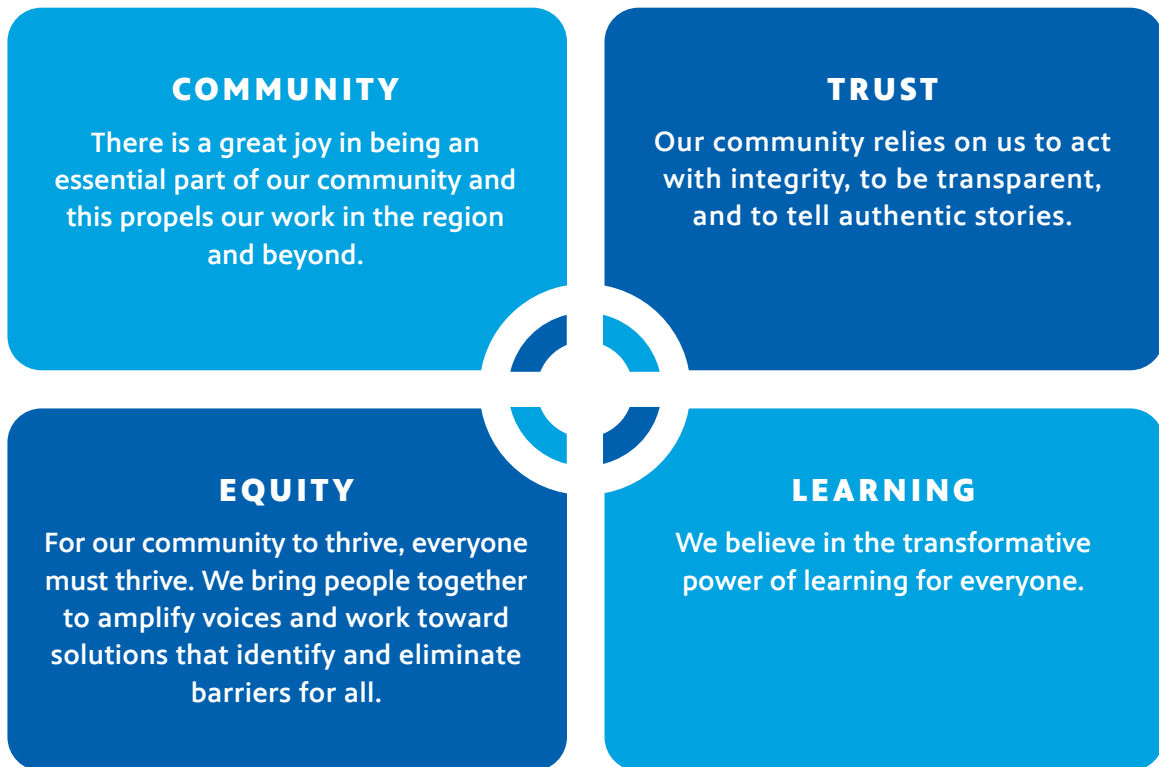 COMMUNITY
There is a great joy in being an
essential part of our community and
this propels our work in the region
and beyond.
TRUST
Our community relies on us to act
with integrity, to be transparent,
and to tell authentic stories.
EQUITY
For our community to thrive, everyone
must thrive. We bring people together
to amplify voices and work toward
solutions that identify and eliminate
barriers for all.
LEARNING
We believe in the transformative
power of learning for everyone.